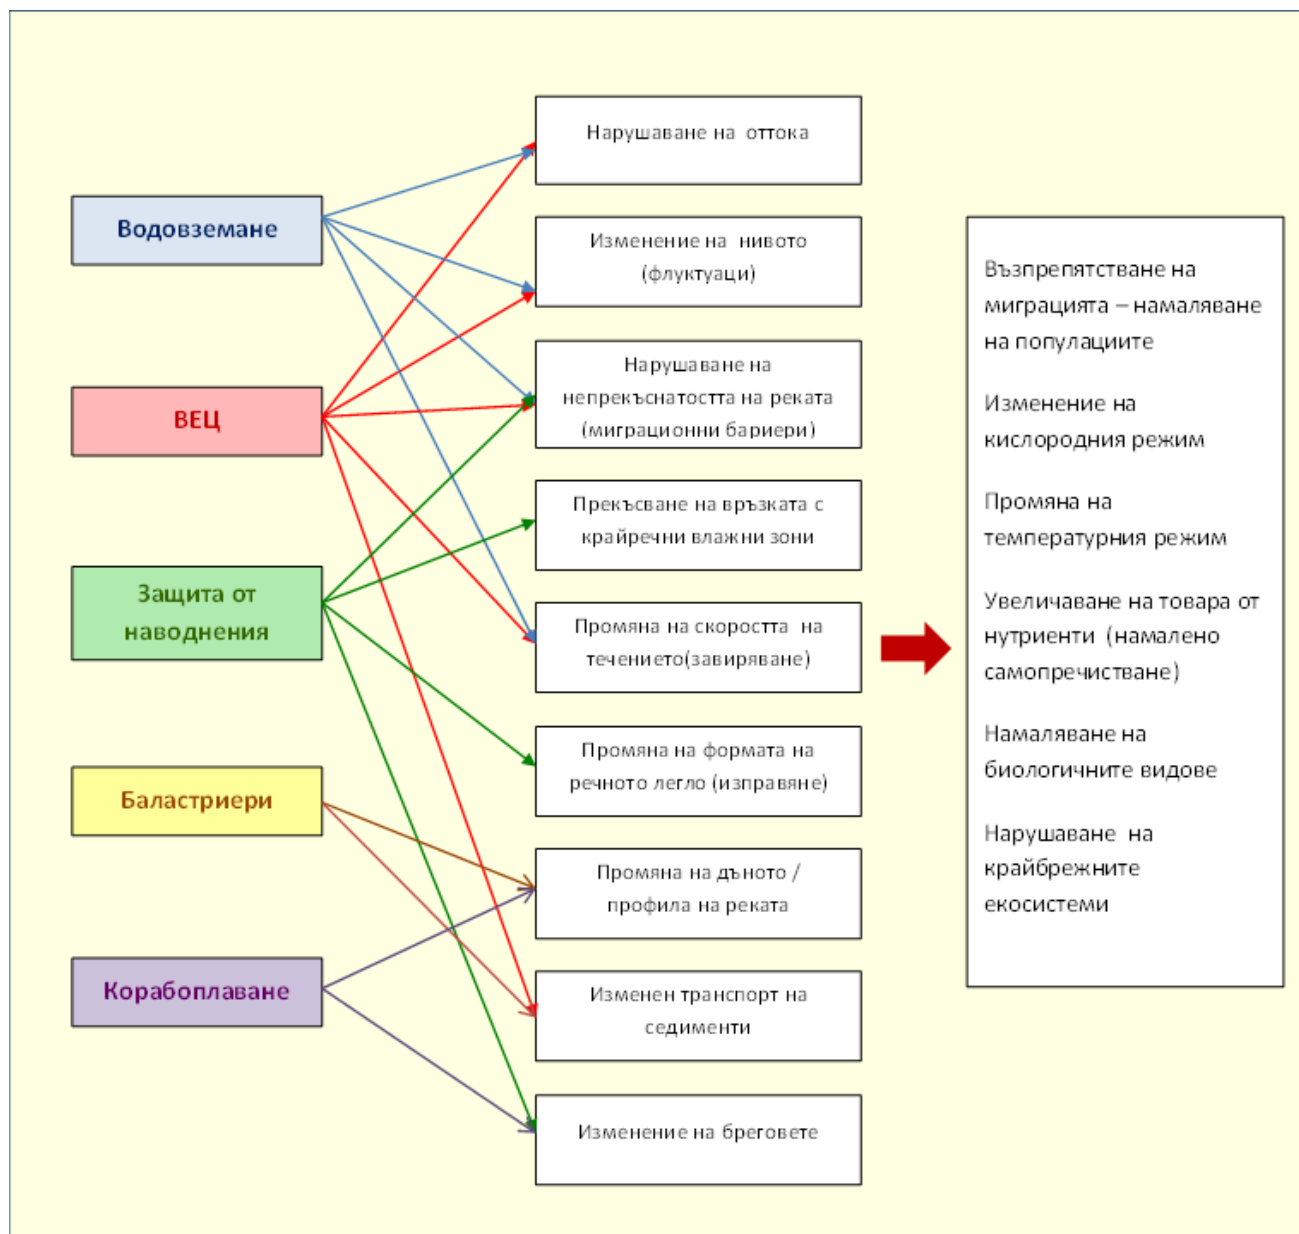 Водовземане
ВЕЦ
Защита от
наводнения
Баластриери
Корабоплаване
Нарушаване на оттока
Изменение на нивото
(флуктуаци)
Нарушаване на
непрекъснатостта на реката
(миграционни бариери)
Прекъсване на връзката с
крайречни влажни зони
Промяна на скоростта на
течението(завиряване)
Промяна на формата на
речното легло (изправяне)
Промяна на дъното /
профила на реката
Изменен транспорт на
седименти
Изменение на бреговете
Възпрепятстване на
миграцията – намаляване
на популациите
Изменение на
кислородния режим
Промяна на
температурния режим
Увеличаване на товара от
нутриенти (намалено
самопречистване)
Намаляване на
биологичните видове
Нарушаване на
крайбрежните
екосистеми